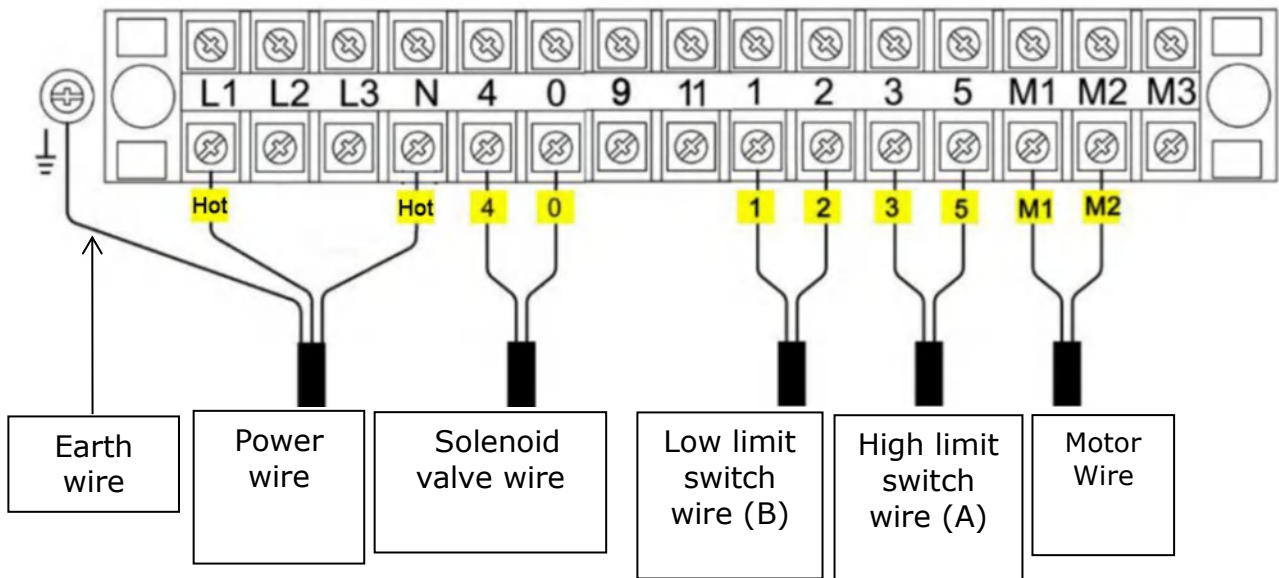 L1 L2 L3 N 4 0 9 11 1 2 3 5 M1 M2 M3
Hot Hot 4 0 1 2 3 5 M1 M2
Earth
wire
Power
wire
Solenoid
valve wire
Low limit
switch
wire (B)
High limit
switch
wire (A)
Motor
Wire